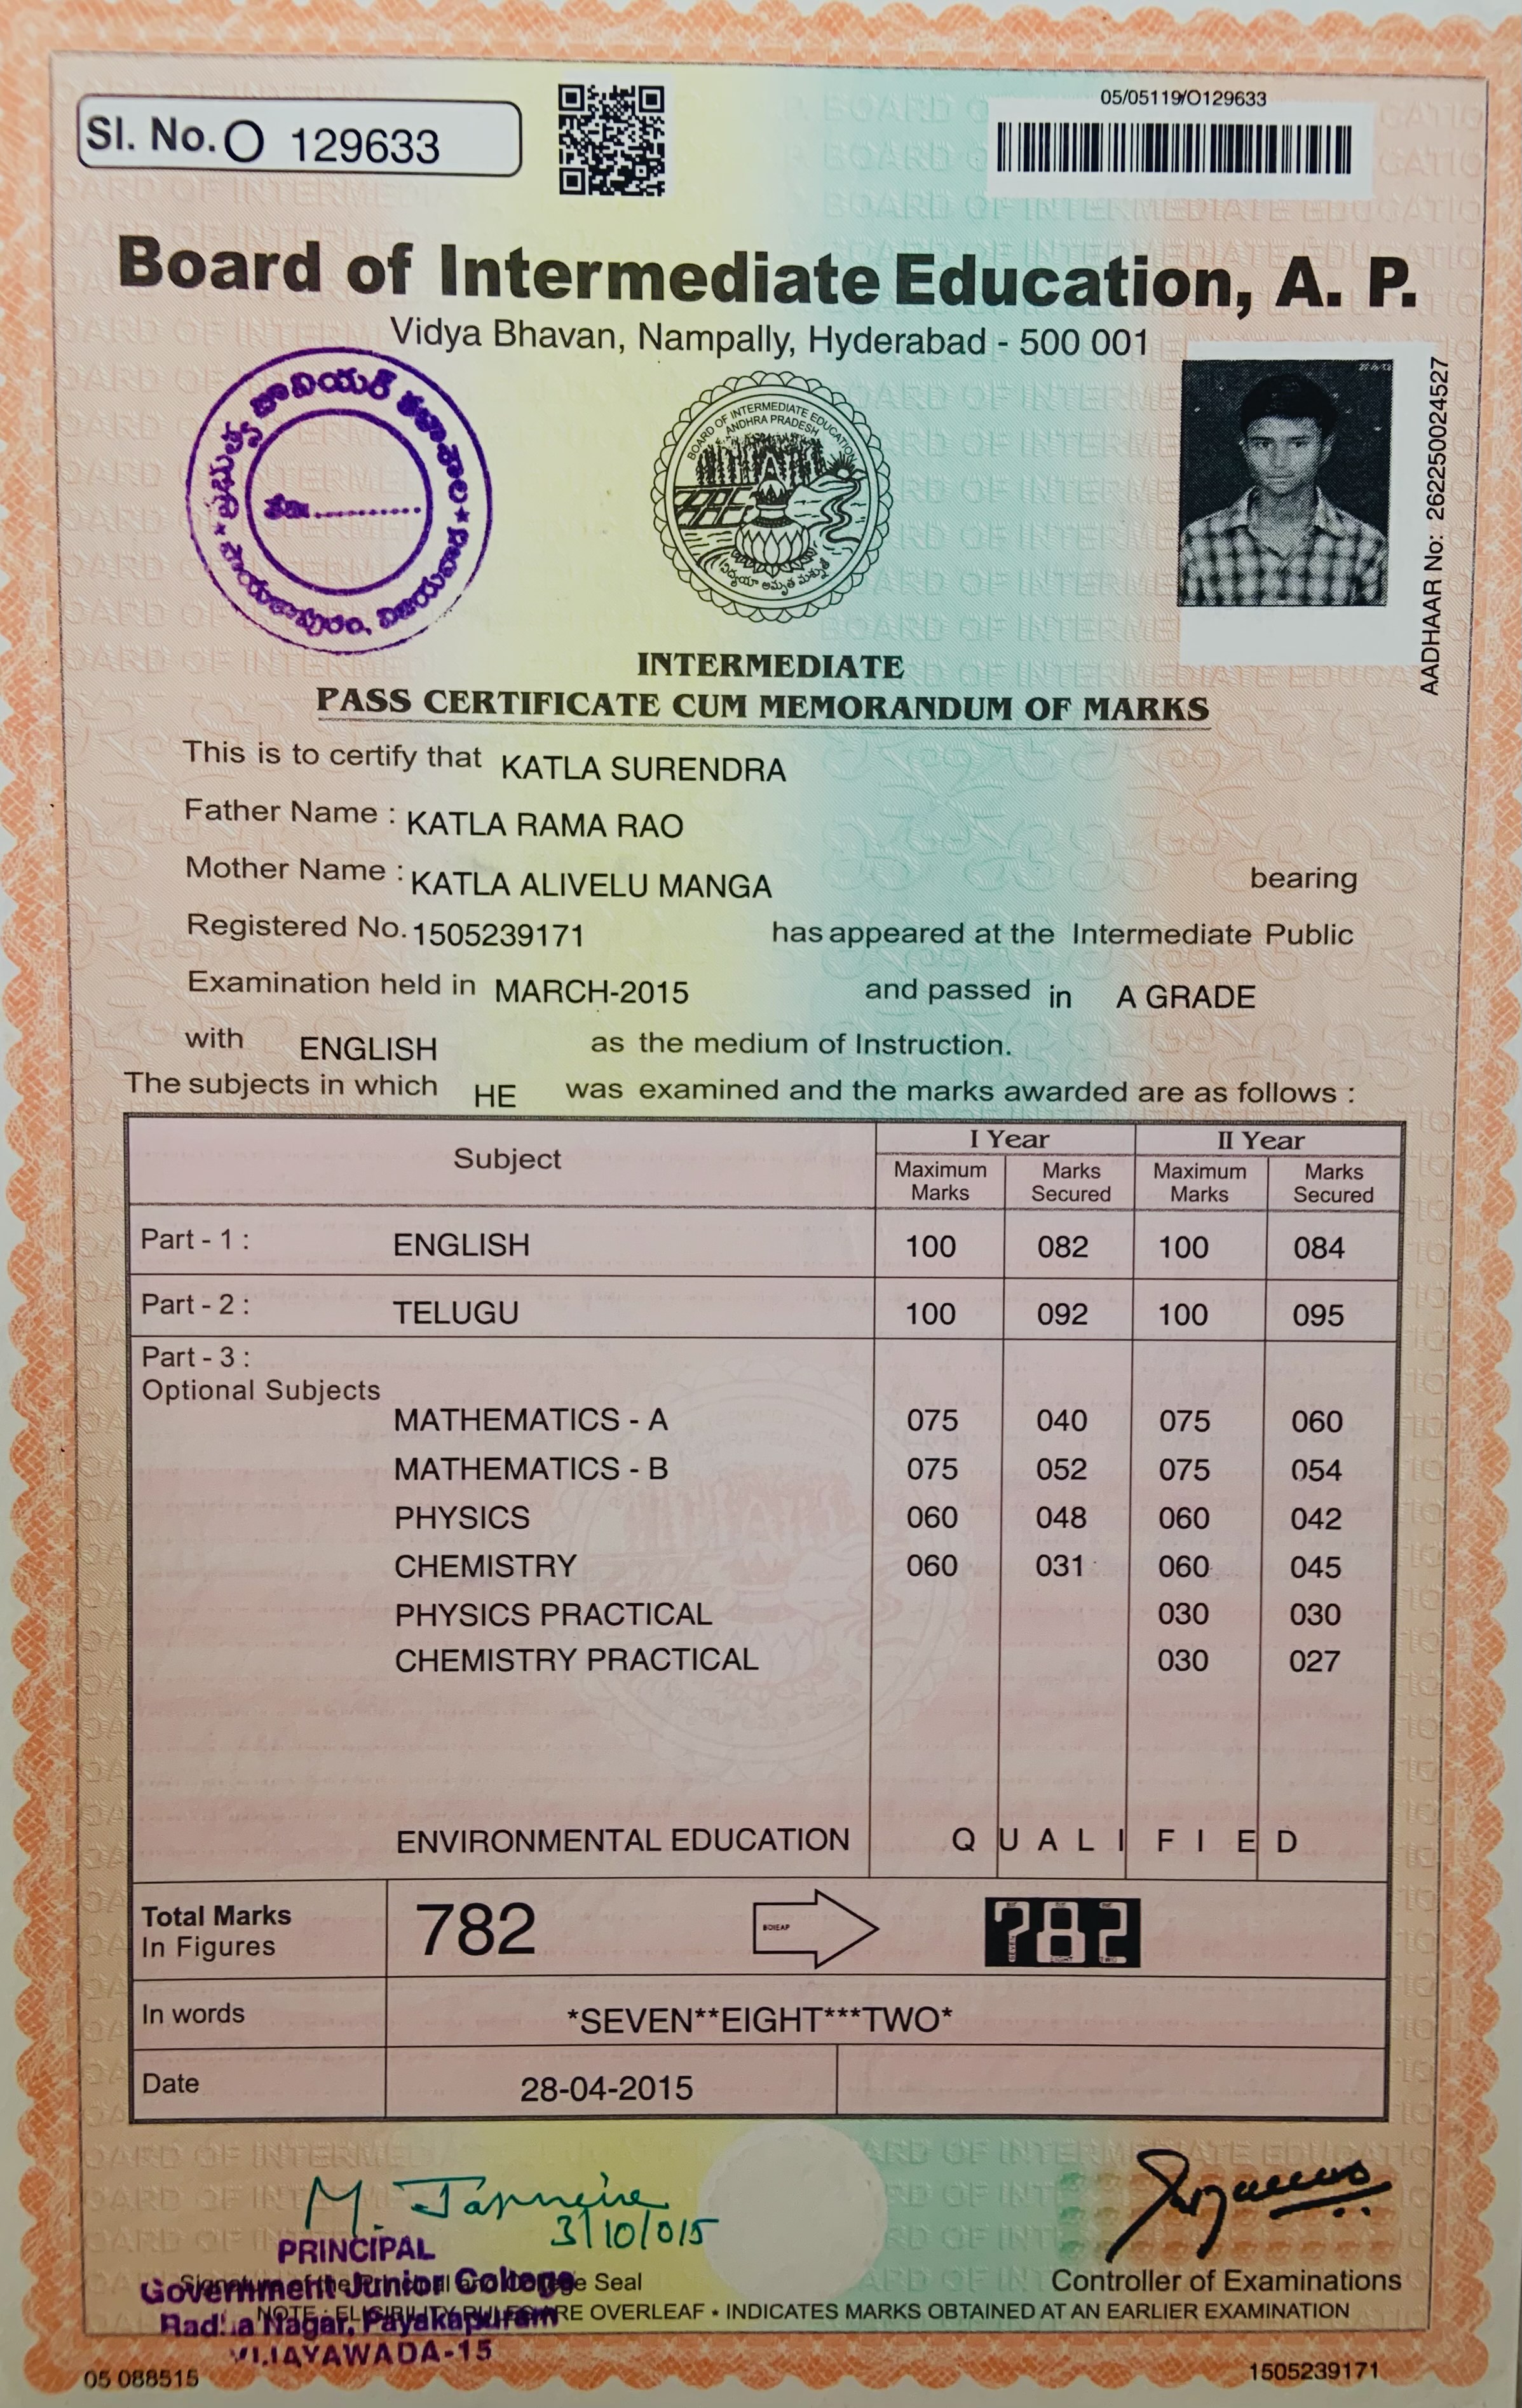 Sl. No. O 129633
05/05119/O129633
Board of Intermediate Education, A. P.
Vidya Bhavan, Nampally, Hyderabad - 500 001
ప్రభుత్వ జూనియర్ కళాశాల
BOARD OF INTERMEDIATE EDUCATION
ANDHRA PRADESH
AADHAAR No: 262250024527
INTERMEDIATE
PASS CERTIFICATE CUM MEMORANDUM OF MARKS
This is to certify that KATLA SURENDRA
Father Name : KATLA RAMA RAO
Mother Name : KATLA ALIVELU MANGA bearing
Registered No. 1505239171 has appeared at the Intermediate Public
Examination held in MARCH-2015 and passed in A GRADE
with ENGLISH as the medium of Instruction.
The subjects in which HE was examined and the marks awarded are as follows :
Subject I Year II Year
Maximum Marks Marks Secured Maximum Marks Marks Secured
Part - 1 : ENGLISH 100 082 100 084
Part - 2 : TELUGU 100 092 100 095
Part - 3 :
Optional Subjects
MATHEMATICS - A 075 040 075 060
MATHEMATICS - B 075 052 075 054
PHYSICS 060 048 060 042
CHEMISTRY 060 031 060 045
PHYSICS PRACTICAL 030 030
CHEMISTRY PRACTICAL 030 027
ENVIRONMENTAL EDUCATION Q U A L I F I E D
Total Marks
In Figures 782 BOIEAP 782
In words *SEVEN**EIGHT***TWO*
Date 28-04-2015
3/10/015
PRINCIPAL
Government Junior College
Signature of the Principal and College Seal
Controller of Examinations
Radha Nagar, Payakapuram
NOTE : ELIGIBILITY RULES ARE OVERLEAF * INDICATES MARKS OBTAINED AT AN EARLIER EXAMINATION
VIJAYAWADA-15
05 088515
1505239171